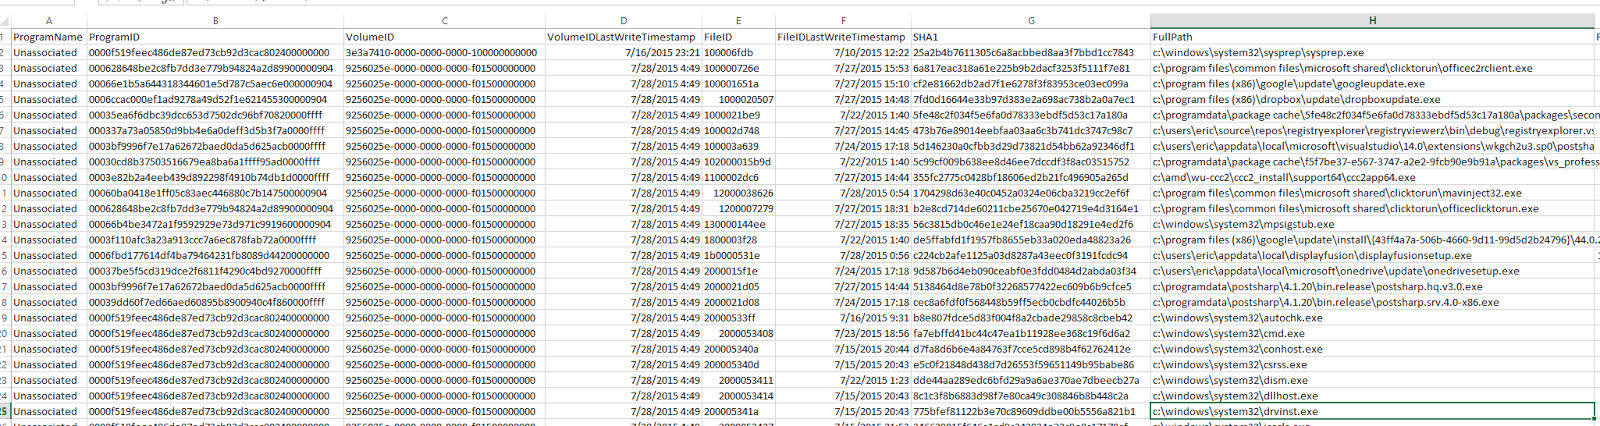 A B C D E F G H
1 ProgramName ProgramID VolumeID VolumeIDLastWriteTimestamp FileID FileIDLastWriteTimestamp SHA1 FullPath
2 Unassociated 0000f519feec486de87ed73cb92d3cac802400000000 3e3a7410-0000-0000-0000-100000000000 7/16/2015 23:21 100006fdb 7/10/2015 12:22 25a2b4b7611305c6a8acbbed8aa3f7bbd1cc7843 c:\windows\system32\sysprep\sysprep.exe
3 Unassociated 000628648be2c8fb7dd3e779b94824a2d89900000904 9256025e-0000-0000-0000-f01500000000 7/28/2015 4:49 100000726e 7/27/2015 15:53 6a817eac318a61e225b9b2dacf3253f5111f7e81 c:\program files\common files\microsoft shared\clicktorun\officec2rclient.exe
4 Unassociated 00066e1b5a64431834460​1e5d787c5aec6e000000904 9256025e-0000-0000-0000-f01500000000 7/28/2015 4:49 100001651a 7/27/2015 15:10 cf2e81662db2ad7f1e6278f3f83953ce03ec099a c:\program files (x86)\google\update\googleupdate.exe
5 Unassociated 0006ccac000ef1ad9278a49d52f1e621455300000904 9256025e-0000-0000-0000-f01500000000 7/28/2015 4:49 1000020507 7/27/2015 14:48 7fd0d16644e33b97d383e2a698ac738b2a0a7ec1 c:\program files (x86)\dropbox\update\dropboxupdate.exe
6 Unassociated 00035ea6f6dbc39dcc653d7502dc96bf70820000ffff 9256025e-0000-0000-0000-f01500000000 7/28/2015 4:49 1000021be9 7/22/2015 1:40 5fe48c2f034f5e6fa0d78333ebdf5d53c17a180a c:\programdata\package cache\5fe48c2f034f5e6fa0d78333ebdf5d53c17a180a\packages\secon
7 Unassociated 000337a73a05850d9bb4e6a0deff3d5b3f7a0000ffff 9256025e-0000-0000-0000-f01500000000 7/28/2015 4:49 100002d748 7/27/2015 14:45 473b76e89014eebfaa03aa6c3b741dc3747c98c7 c:\users\eric\source\repos\registryexplorer\registryviewerz\bin\debug\registryexplorer.vs
8 Unassociated 0003bf9996f7e17a62672baed0da5d625acb0000ffff 9256025e-0000-0000-0000-f01500000000 7/28/2015 4:49 100003a639 7/24/2015 17:18 5d146230a0cfbb3d29d73821d54bb62a92346df1 c:\users\eric\appdata\local\microsoft\visualstudio\14.0\extensions\wkgch2u3.sp0\postsha
9 Unassociated 00030cd8b37503516679ea8ba6a1ffff95ad0000ffff 9256025e-0000-0000-0000-f01500000000 7/28/2015 4:49 102000015b9d 7/22/2015 1:40 5c99cf009b638ee8d46ee7dccdf3f8ac03515752 c:\programdata\package cache\f5f7be37-e567-3747-a2e2-9fcb90e9b91a\packages\vs_profess
0 Unassociated 0003e82b2a4eeb439d892298f4910b74db1d0000ffff 9256025e-0000-0000-0000-f01500000000 7/28/2015 4:49 1100002dc6 7/27/2015 14:44 355fc2775c0428bf18606ed2b21fc496905a265d c:\amd\wu-ccc2\ccc2_install\support64\ccc2app64.exe
1 Unassociated 00060ba0418e1ff05c83aec446880c7b147500000904 9256025e-0000-0000-0000-f01500000000 7/28/2015 4:49 12000038626 7/28/2015 0:54 1704298d63e40c0452a0324e06cba3219cc2ef6f c:\program files\common files\microsoft shared\clicktorun\mavinject32.exe
2 Unassociated 000628648be2c8fb7dd3e779b94824a2d89900000904 9256025e-0000-0000-0000-f01500000000 7/28/2015 4:49 1200007279 7/27/2015 18:31 b2e8cd714de60211cbe25670e042719e4d3164e1 c:\program files\common files\microsoft shared\clicktorun\officeclicktorun.exe
3 Unassociated 00066b4be3472a1f9592929e73d971c9919600000904 9256025e-0000-0000-0000-f01500000000 7/28/2015 4:49 130000144ee 7/27/2015 18:35 56c3815db0c46e1e24ef18caa90d18291e4ed2f6 c:\windows\system32\mpsigstub.exe
4 Unassociated 0003f110afc3a23a913ccc7a6ec878fab72a0000ffff 9256025e-0000-0000-0000-f01500000000 7/28/2015 4:49 1800003f28 7/22/2015 1:40 de5ffabfd1f1957fb8655eb33a020eda48823a26 c:\program files (x86)\google\update\install\{43ff4a7a-506b-4660-9d11-99d5d2b24796}\44.0.2
5 Unassociated 0006fbd177614df4ba79464231fb8089d44200000000 9256025e-0000-0000-0000-f01500000000 7/28/2015 4:49 1b0000531e 7/28/2015 0:56 c224cb2afe1125a03d8287a43eec0f3191fcdc94 c:\users\eric\appdata\local\displayfusion\displayfusionsetup.exe
6 Unassociated 00037be5f5cd319dce2f6811f4290c4bd9270000ffff 9256025e-0000-0000-0000-f01500000000 7/28/2015 4:49 2000015f1e 7/24/2015 17:18 9d587b6d4eb090ceabf0e3fdd0484d2abda03f34 c:\users\eric\appdata\local\microsoft\onedrive\update\onedrivesetup.exe
7 Unassociated 0003bf9996f7e17a62672baed0da5d625acb0000ffff 9256025e-0000-0000-0000-f01500000000 7/28/2015 4:49 2000021d05 7/27/2015 14:44 5138464d8e78b0f32268577422ec609b6b9cfce5 c:\programdata\postsharp\4.1.20\bin.release\postsharp.hq.v3.0.exe
8 Unassociated 00039dd60f7ed66aed60895b8900940c4f860000ffff 9256025e-0000-0000-0000-f01500000000 7/28/2015 4:49 2000021d08 7/24/2015 17:18 cec8a6fdf0f568448b59ff5ecb0cbdfc44026b5b c:\programdata\postsharp\4.1.20\bin.release\postsharp.srv.4.0-x86.exe
9 Unassociated 0000f519feec486de87ed73cb92d3cac802400000000 9256025e-0000-0000-0000-f01500000000 7/28/2015 4:49 20000533ff 7/16/2015 9:31 b8e807fdce5d83f004f8a2cbade29858c8cbeb42 c:\windows\system32\autochk.exe
20 Unassociated 0000f519feec486de87ed73cb92d3cac802400000000 9256025e-0000-0000-0000-f01500000000 7/28/2015 4:49 2000053408 7/23/2015 18:56 fa7ebffd41bc44c47ea1b11928ee368c19f6d6a2 c:\windows\system32\cmd.exe
21 Unassociated 0000f519feec486de87ed73cb92d3cac802400000000 9256025e-0000-0000-0000-f01500000000 7/28/2015 4:49 200005340a 7/15/2015 20:44 d7fa8d6b6e4a84763f7cce5cd898b4f62762412e c:\windows\system32\conhost.exe
22 Unassociated 0000f519feec486de87ed73cb92d3cac802400000000 9256025e-0000-0000-0000-f01500000000 7/28/2015 4:49 200005340d 7/15/2015 20:43 e5c0f21848d438d7d26553f59651149b95babe86 c:\windows\system32\csrss.exe
23 Unassociated 0000f519feec486de87ed73cb92d3cac802400000000 9256025e-0000-0000-0000-f01500000000 7/28/2015 4:49 2000053411 7/22/2015 1:23 dde44aa289edc6bfd29a9a6ae370ae7dbeecb27a c:\windows\system32\dism.exe
24 Unassociated 0000f519feec486de87ed73cb92d3cac802400000000 9256025e-0000-0000-0000-f01500000000 7/28/2015 4:49 2000053414 7/15/2015 20:43 8c1c3f8b6883d98f7e80ca49c308846b8b448c2a c:\windows\system32\dllhost.exe
25 Unassociated 0000f519feec486de87ed73cb92d3cac802400000000 9256025e-0000-0000-0000-f01500000000 7/28/2015 4:49 200005341a 7/15/2015 20:43 775bfef81122b3e70c89609ddbe00b5556a821b1 c:\windows\system32\drvinst.exe